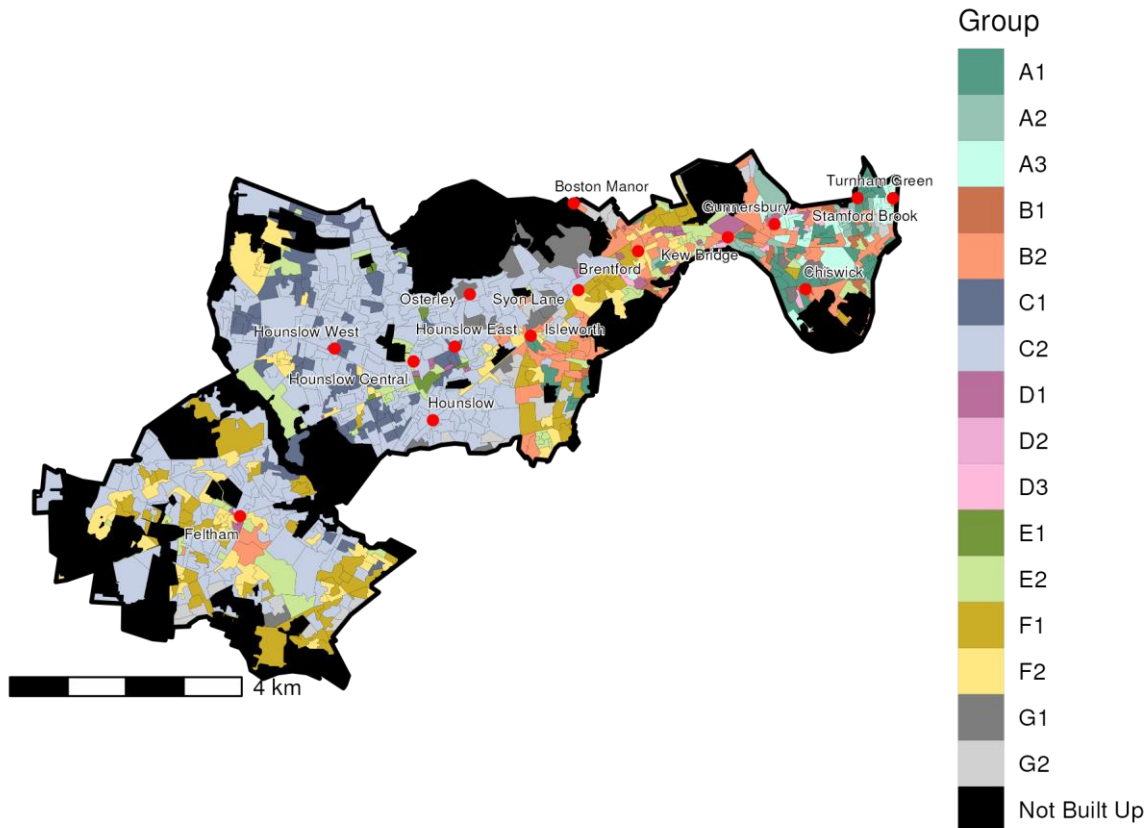 Group
A1
A2
A3
B1
B2
C1
C2
D1
D2
D3
E1
E2
F1
F2
G1
G2
Not Built Up
Boston Manor
Turnham Green
Gunnersbury
Stamford Brook
Kew Bridge
Brentford
Chiswick
Osterley
Syon Lane
Hounslow West
Hounslow East
Isleworth
Hounslow Central
Hounslow
Feltham
4 km